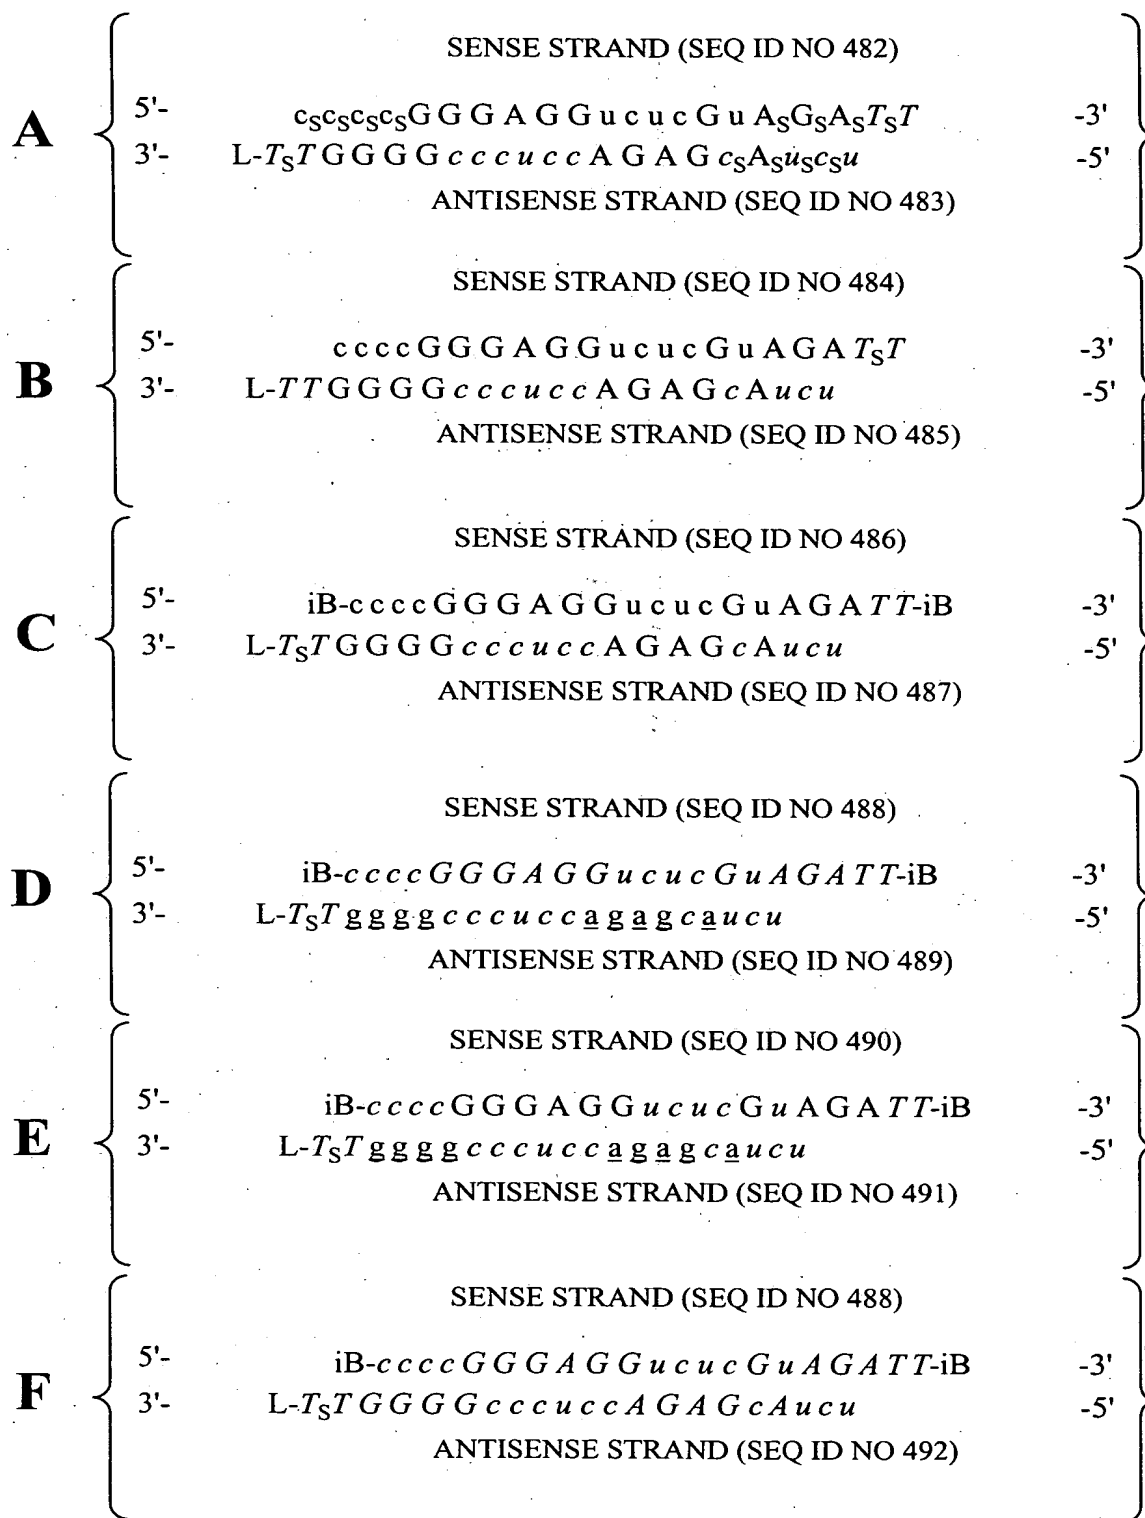 SENSE STRAND (SEQ ID NO 482)
A 5'- cScScScSGGGAGGucucGuASGSASTST -3'
3'- L-TSTGGGGcccuccAGAGcSASuScSu -5'
ANTISENSE STRAND (SEQ ID NO 483)
SENSE STRAND (SEQ ID NO 484)
B 5'- ccccGGGAGGucucGuAGATST -3'
3'- L-TTGGGGcccuccAGAGcAucu -5'
ANTISENSE STRAND (SEQ ID NO 485)
SENSE STRAND (SEQ ID NO 486)
C 5'- iB-ccccGGGAGGucucGuAGATT-iB -3'
3'- L-TSTGGGGcccuccAGAGcAucu -5'
ANTISENSE STRAND (SEQ ID NO 487)
SENSE STRAND (SEQ ID NO 488)
D 5'- iB-ccccGGGAGGucucGuAGATT-iB -3'
3'- L-TSTggggcccuccagagcaucu -5'
ANTISENSE STRAND (SEQ ID NO 489)
SENSE STRAND (SEQ ID NO 490)
E 5'- iB-ccccGGGAGGucucGuAGATT-iB -3'
3'- L-TSTggggcccuccagagcaucu -5'
ANTISENSE STRAND (SEQ ID NO 491)
SENSE STRAND (SEQ ID NO 488)
F 5'- iB-ccccGGGAGGucucGuAGATT-iB -3'
3'- L-TSTGGGGcccuccAGAGcAucu -5'
ANTISENSE STRAND (SEQ ID NO 492)